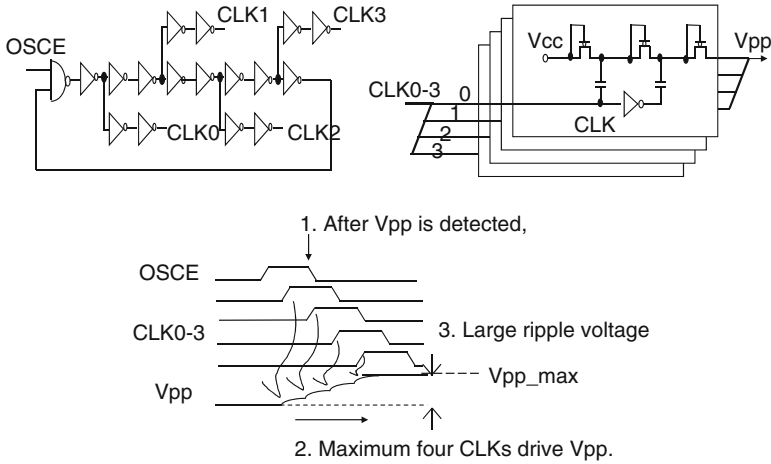 CLK1
CLK3
OSCE
CLK0
CLK2
Vcc
Vpp
CLK0-3
0
1
2
3
CLK
1. After Vpp is detected,
OSCE
CLK0-3
3. Large ripple voltage
Vpp_max
Vpp
2. Maximum four CLKs drive Vpp.